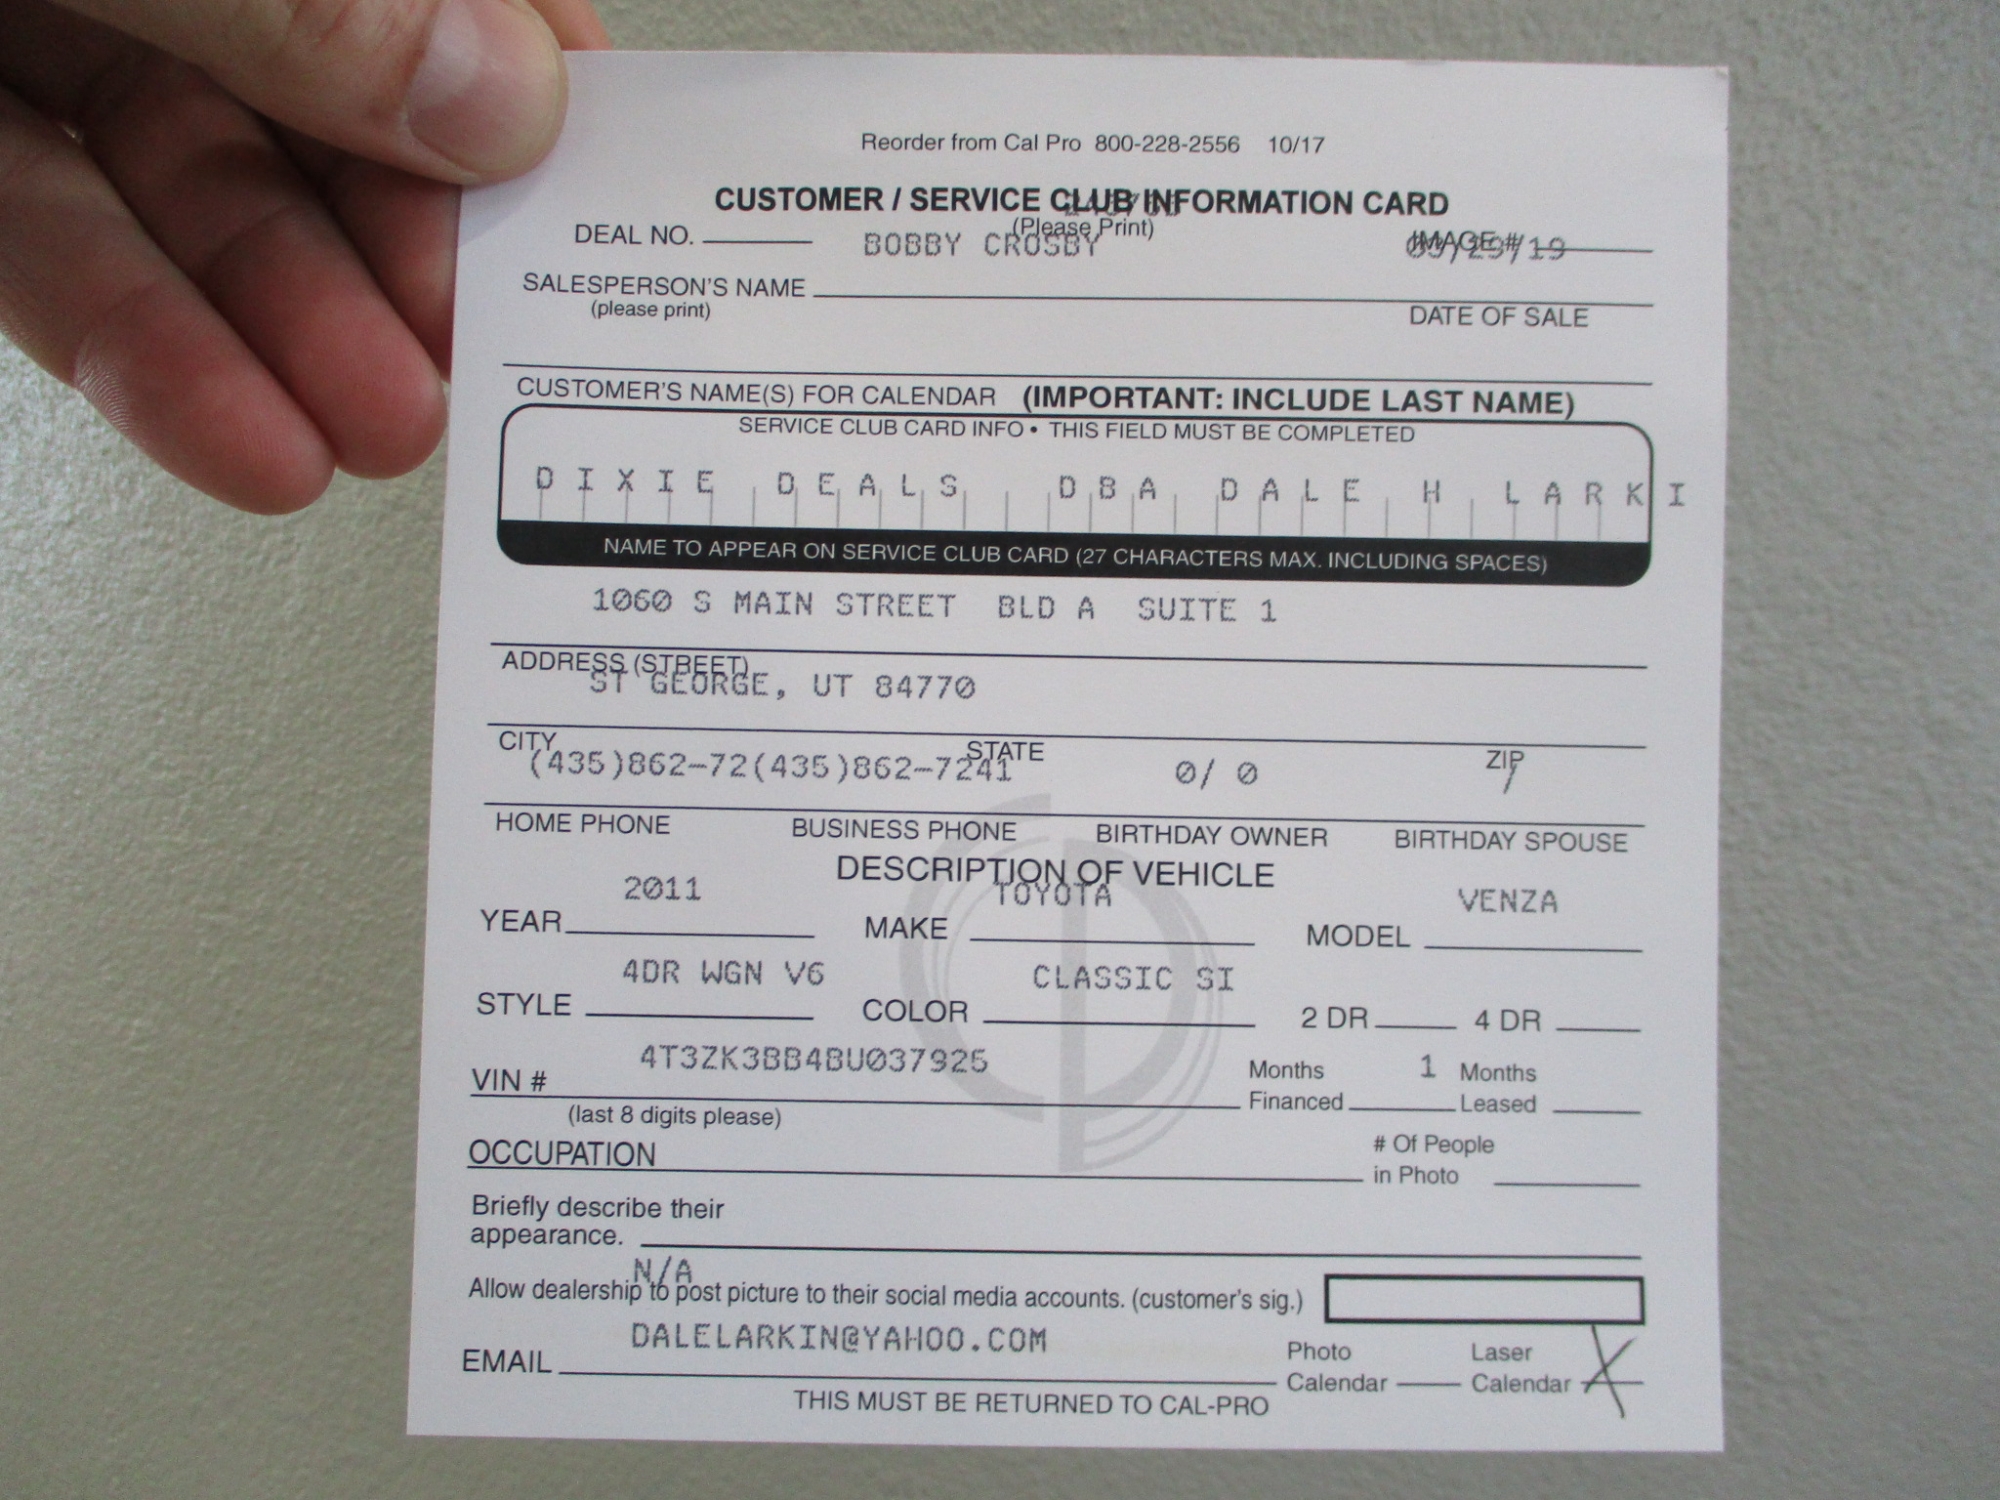 Reorder from Cal Pro 800-228-2556 10/17
CUSTOMER / SERVICE CLUB INFORMATION CARD
(Please Print)
DEAL NO. BOBBY CROSBY IMAGE # /19
SALESPERSON'S NAME
(please print) DATE OF SALE
CUSTOMER'S NAME(S) FOR CALENDAR (IMPORTANT: INCLUDE LAST NAME)
SERVICE CLUB CARD INFO • THIS FIELD MUST BE COMPLETED
DIXIE DEALS DBA DALE H LARKI
NAME TO APPEAR ON SERVICE CLUB CARD (27 CHARACTERS MAX. INCLUDING SPACES)
1060 S MAIN STREET BLD A SUITE 1
ADDRESS (STREET)
ST GEORGE, UT 84770
CITY STATE ZIP
(435)862-72(435)862-7241 0/ 0 /
HOME PHONE BUSINESS PHONE BIRTHDAY OWNER BIRTHDAY SPOUSE
DESCRIPTION OF VEHICLE
2011 TOYOTA VENZA
YEAR MAKE MODEL
4DR WGN V6 CLASSIC SI
STYLE COLOR 2 DR 4 DR
4T3ZK3BB4BU037925
VIN # Months Financed 1 Months Leased
(last 8 digits please)
OCCUPATION # Of People in Photo
Briefly describe their
appearance.
N/A
Allow dealership to post picture to their social media accounts. (customer's sig.)
DALELARKIN@YAHOO.COM
EMAIL Photo Calendar Laser Calendar X
THIS MUST BE RETURNED TO CAL-PRO